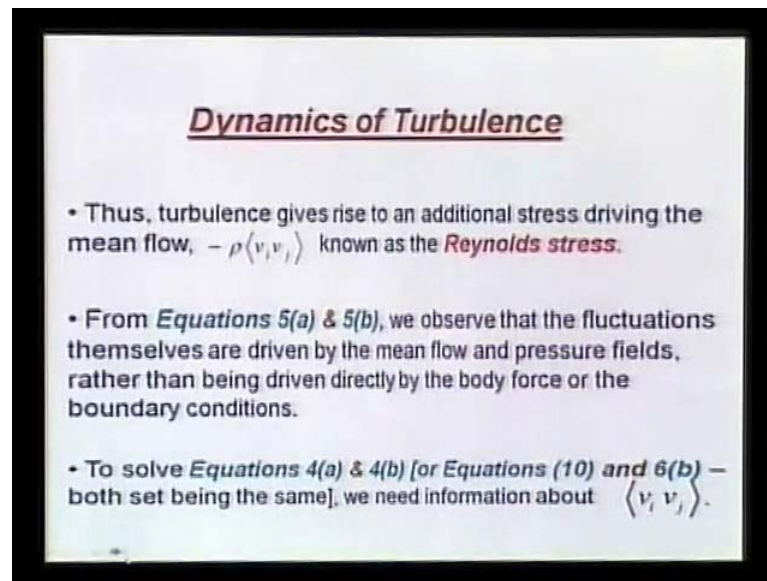 Dynamics of Turbulence
• Thus, turbulence gives rise to an additional stress driving the
mean flow, − ρ⟨vᵢvⱼ⟩ known as the Reynolds stress.
• From Equations 5(a) & 5(b), we observe that the fluctuations
themselves are driven by the mean flow and pressure fields,
rather than being driven directly by the body force or the
boundary conditions.
• To solve Equations 4(a) & 4(b) [or Equations (10) and 6(b) –
both set being the same], we need information about ⟨vᵢ vⱼ⟩.